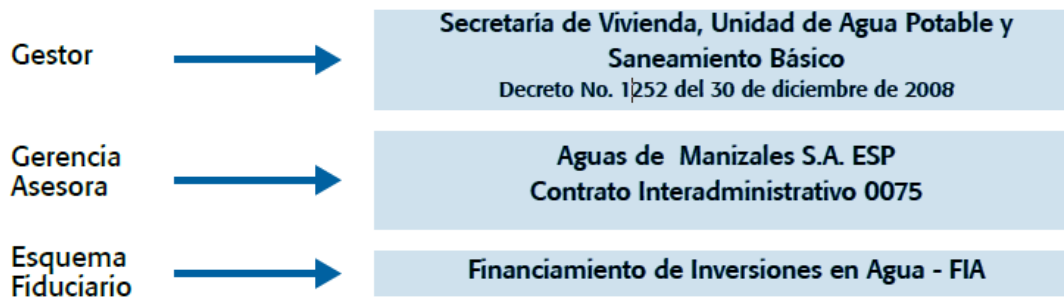 Gestor
Secretaría de Vivienda, Unidad de Agua Potable y
Saneamiento Básico
Decreto No. 1252 del 30 de diciembre de 2008
Gerencia
Asesora
Aguas de Manizales S.A. ESP
Contrato Interadministrativo 0075
Esquema
Fiduciario
Financiamiento de Inversiones en Agua - FIA